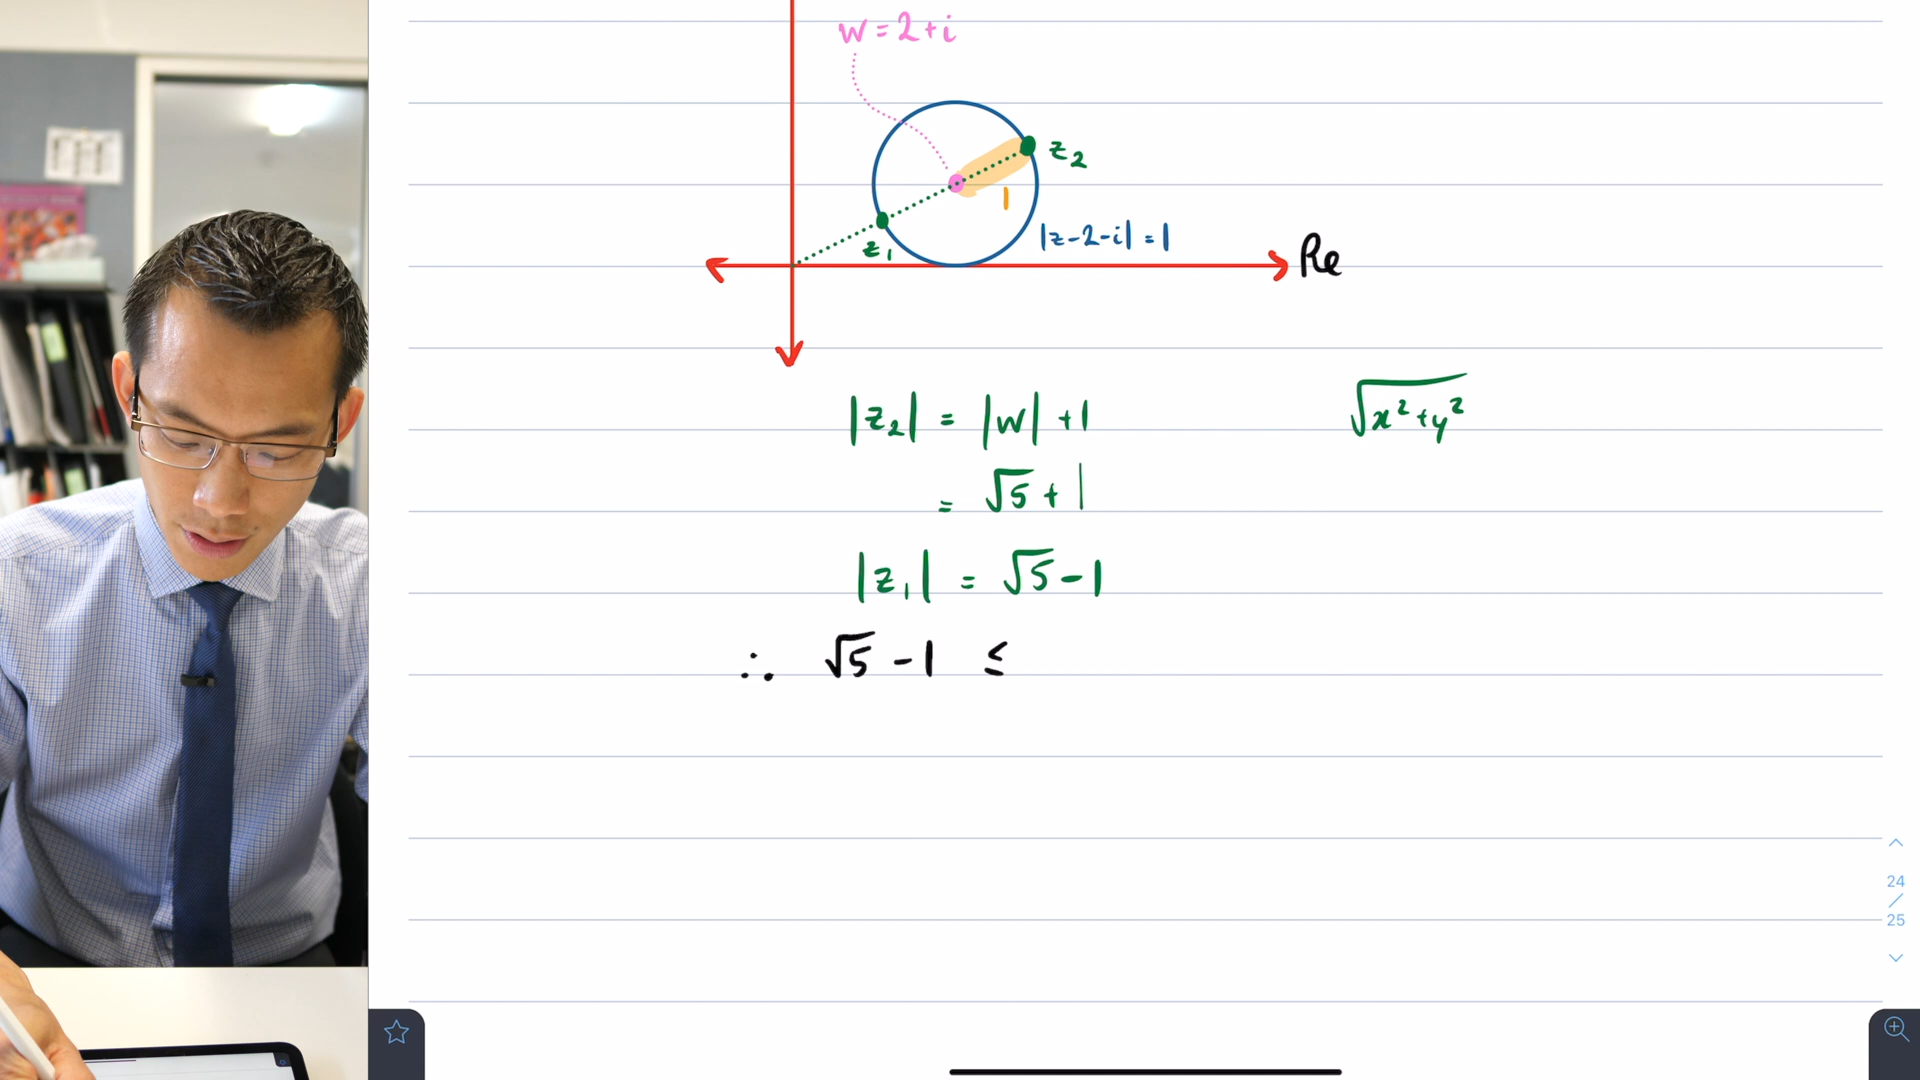 w = 2 + i
z₂
1
|z - 2 - i| = 1
z₁
Re
|z₂| = |w| + 1
√(x² + y²)
= √5 + 1
|z₁| = √5 - 1
∴ √5 - 1 ≤
24
/
25